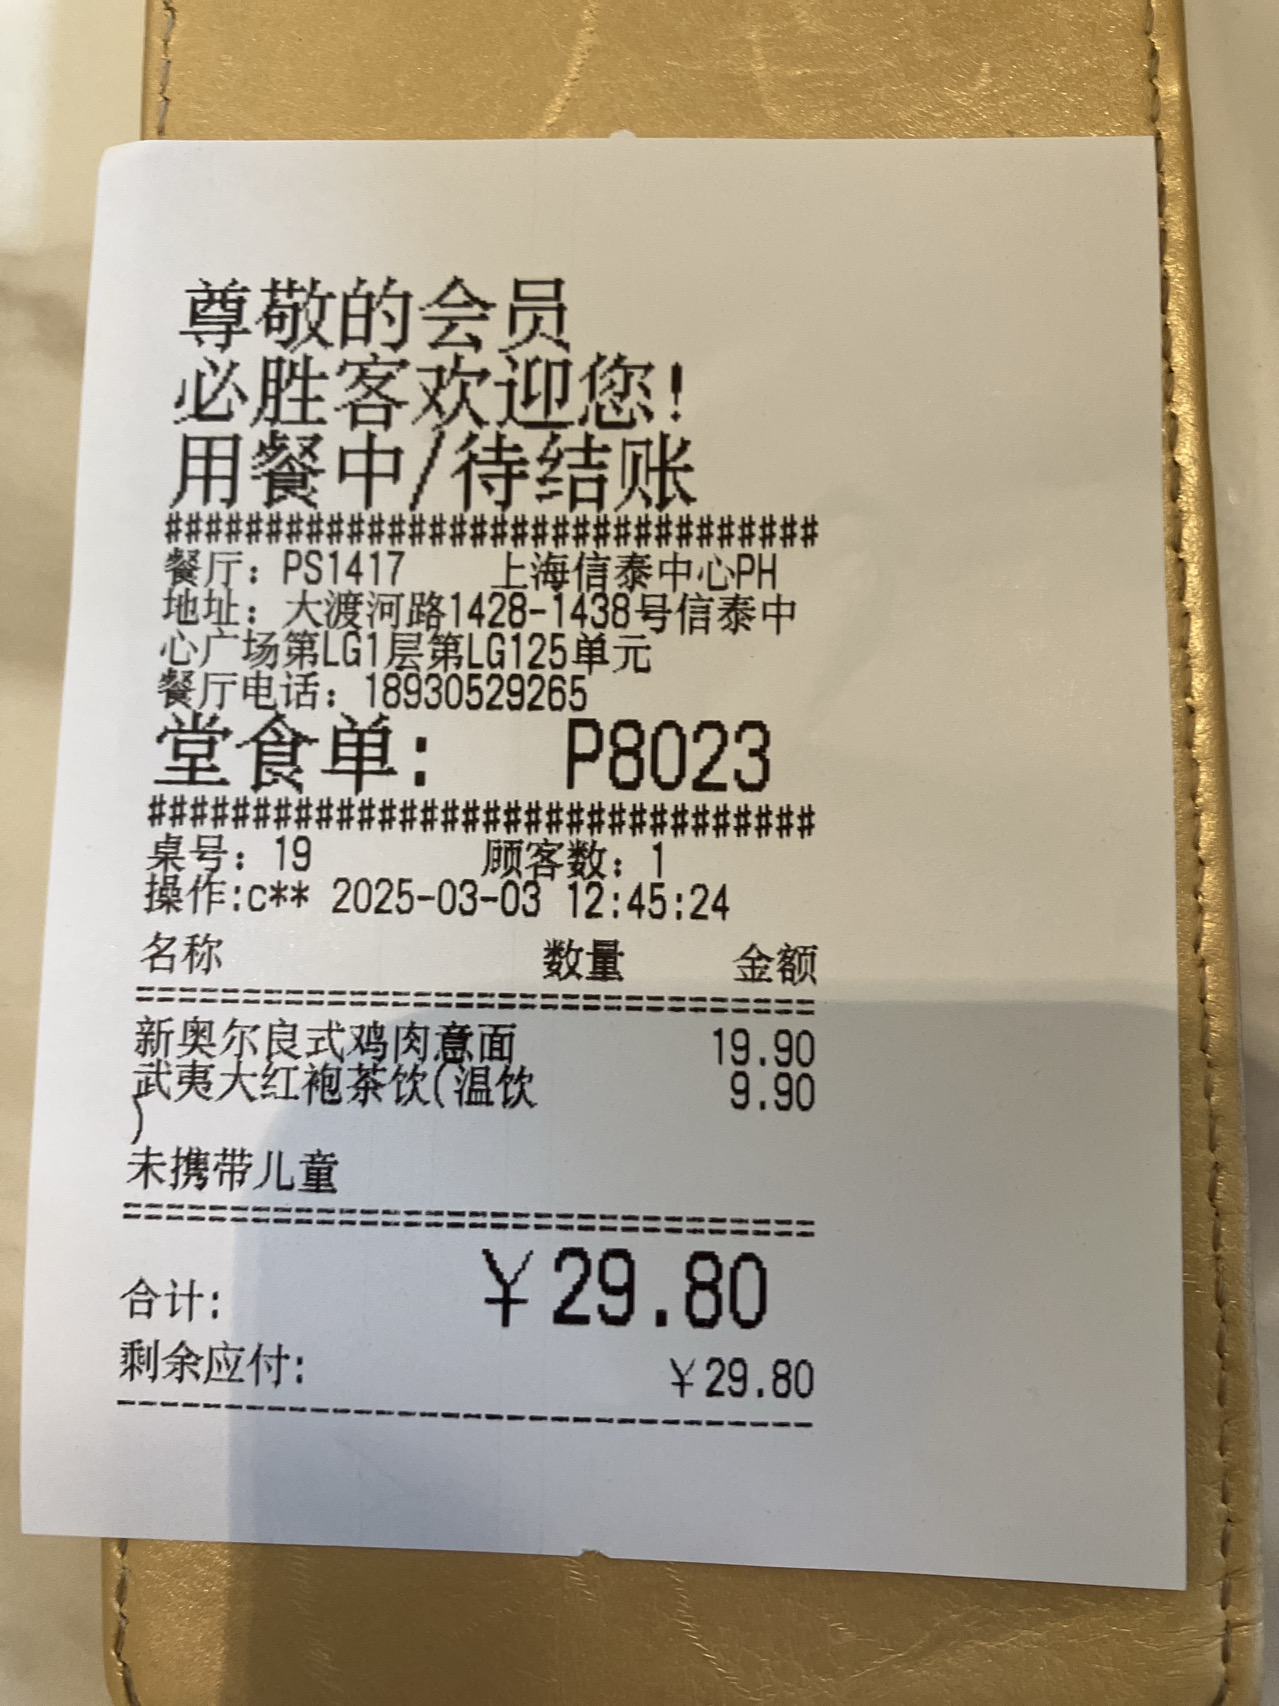 尊敬的会员
必胜客欢迎您!
用餐中/待结账
################################
餐厅：PS1417 上海信泰中心PH
地址：大渡河路1428-1438号信泰中
心广场第LG1层第LG125单元
餐厅电话：18930529265
堂食单： P8023
################################
桌号：19 顾客数：1
操作:c** 2025-03-03 12:45:24
名称 数量 金额
================================
新奥尔良式鸡肉意面 19.90
武夷大红袍茶饮(温饮 9.90
)
未携带儿童
================================
合计: ￥29.80
剩余应付: ￥29.80
--------------------------------